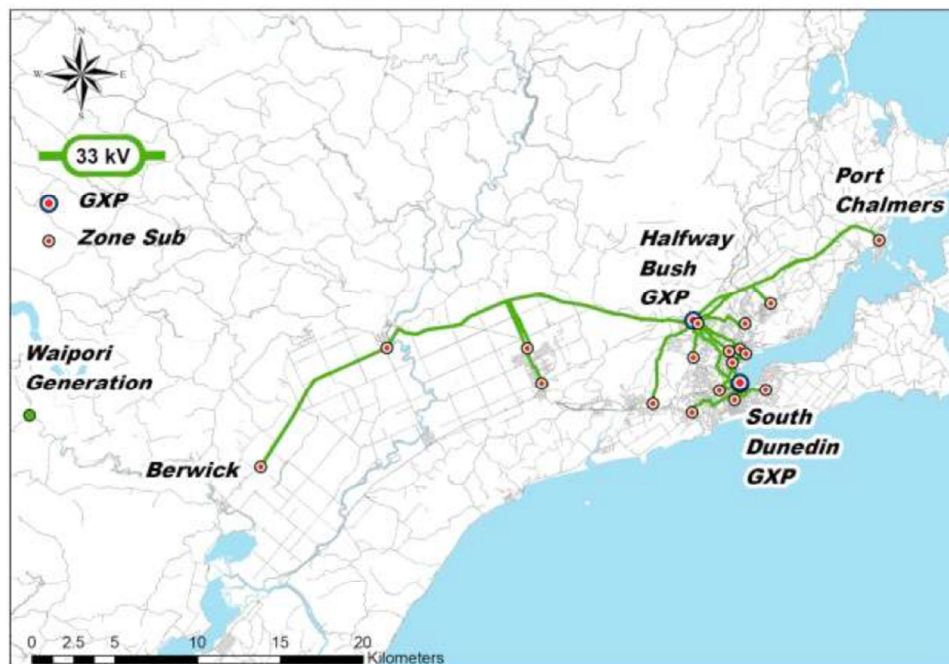 N
W E
S
33 kV
GXP
Zone Sub
Port
Chalmers
Halfway
Bush
GXP
Waipori
Generation
Berwick
South
Dunedin
GXP
0 2.5 5 10 15 20
Kilometers